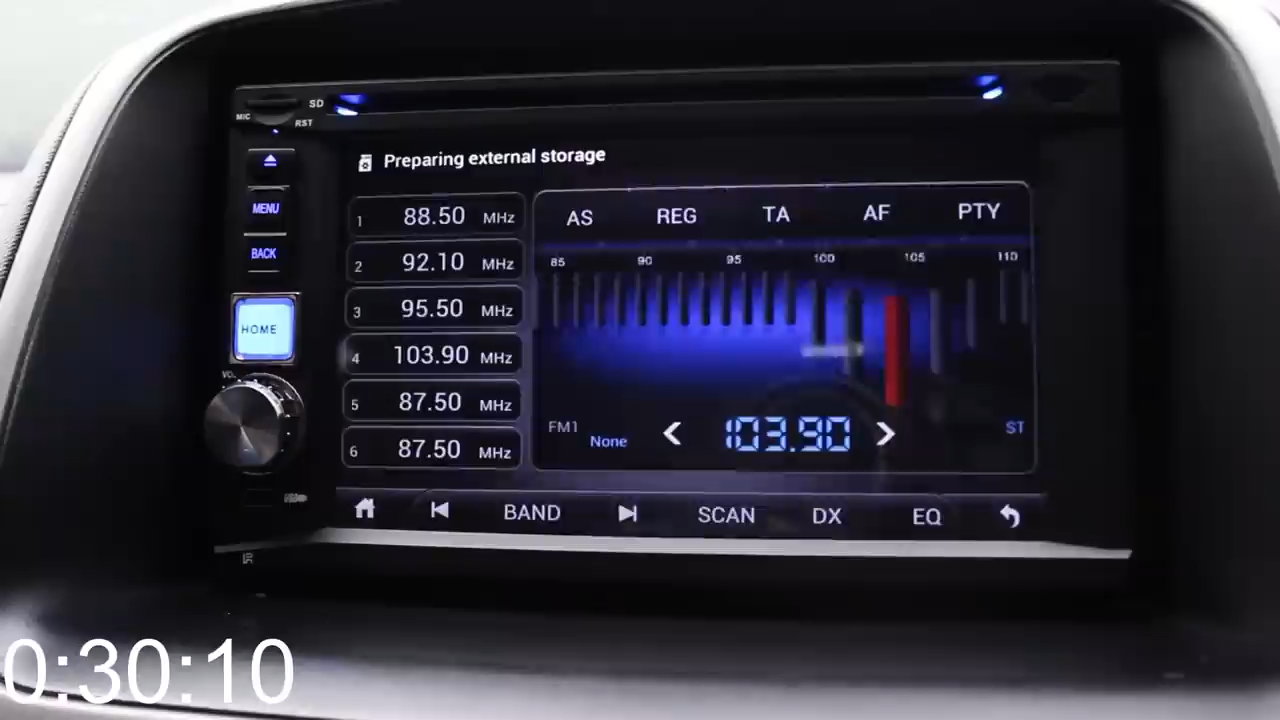 SD
MIC
RST
Preparing external storage
MENU
BACK
HOME
VOL
1 88.50 MHz
2 92.10 MHz
3 95.50 MHz
4 103.90 MHz
5 87.50 MHz
6 87.50 MHz
AS REG TA AF PTY
85 90 95 100 105 110
FM1 None 103.90 ST
BAND SCAN DX EQ
0:30:10